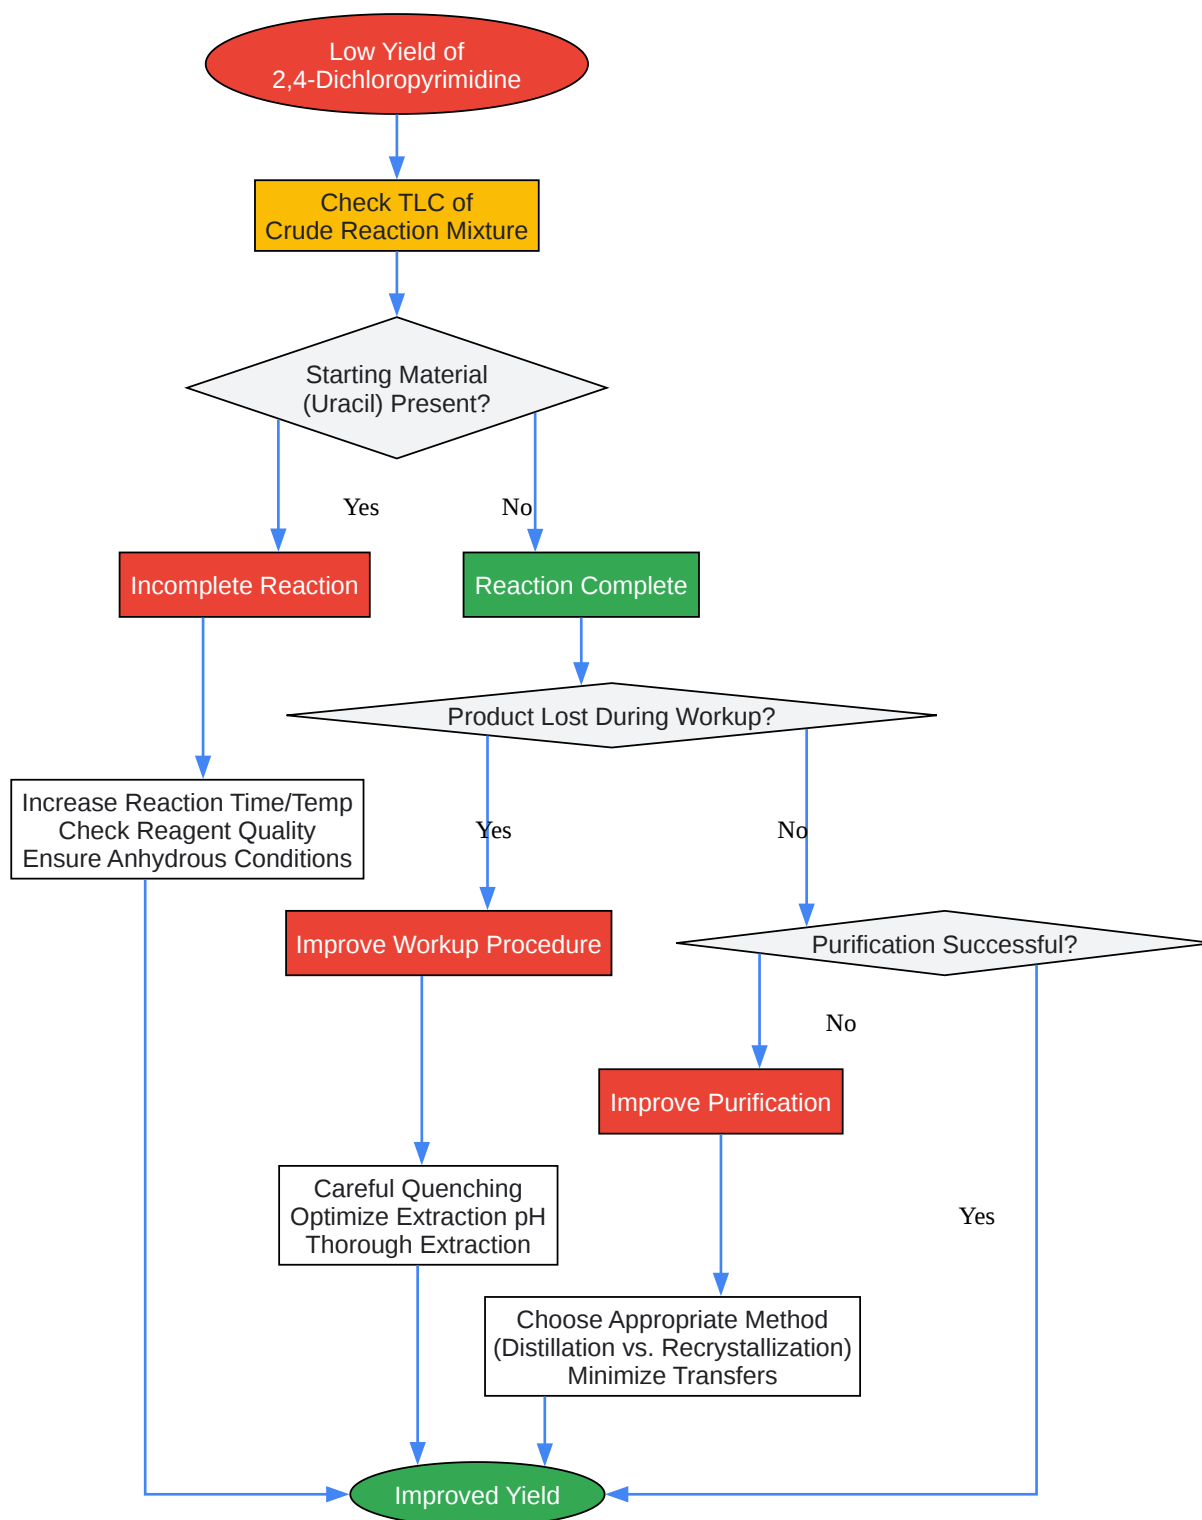 Low Yield of
2,4-Dichloropyrimidine
Check TLC of
Crude Reaction Mixture
Starting Material
(Uracil) Present?
Yes
No
Incomplete Reaction
Reaction Complete
Product Lost During Workup?
Increase Reaction Time/Temp
Check Reagent Quality
Ensure Anhydrous Conditions
Yes
No
Improve Workup Procedure
Purification Successful?
No
Improve Purification
Careful Quenching
Optimize Extraction pH
Thorough Extraction
Yes
Choose Appropriate Method
(Distillation vs. Recrystallization)
Minimize Transfers
Improved Yield